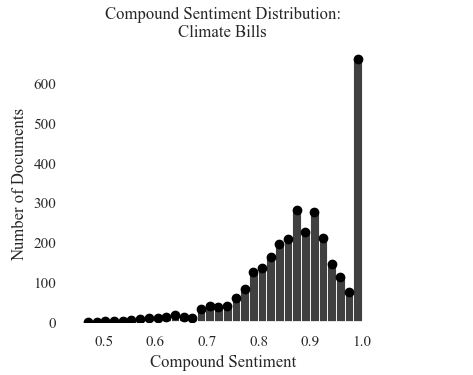 Compound Sentiment Distribution:
Climate Bills
Number of Documents
600
500
400
300
200
100
0
0.5 0.6 0.7 0.8 0.9 1.0
Compound Sentiment